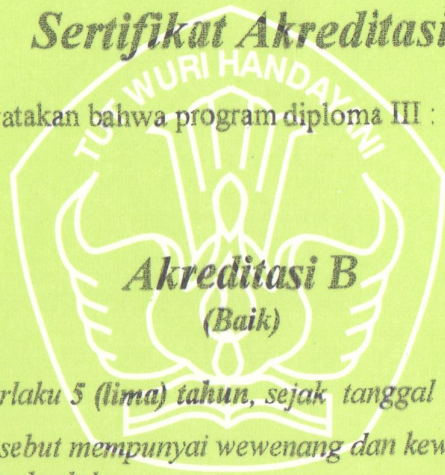 Sertifikat Akreditasi
TUT WURI HANDAYANI
atakan bahwa program diploma III :
Akreditasi B
(Baik)
rlaku 5 (lima) tahun, sejak tanggal
sebut mempunyai wewenang dan kew